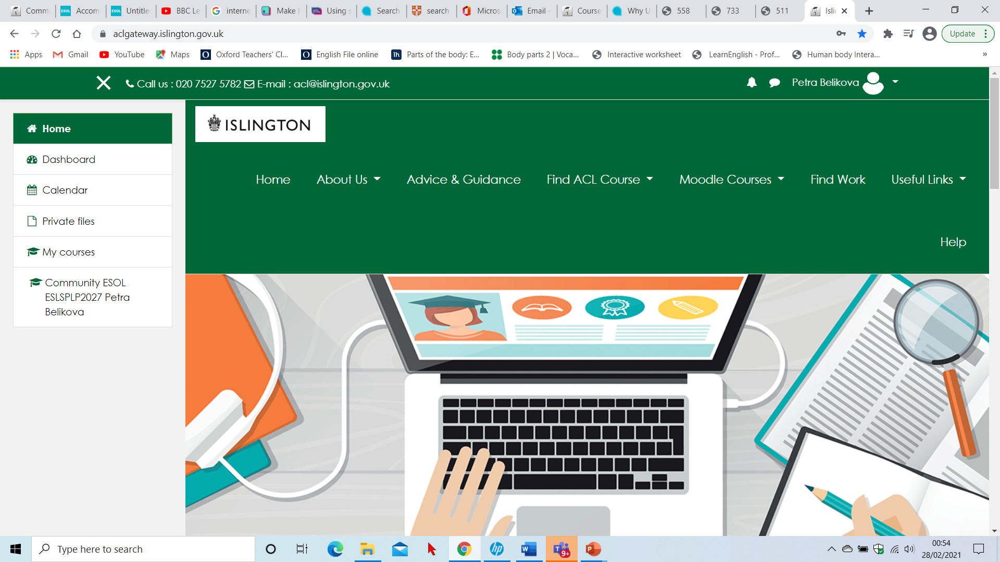 Comm
Accom
Untitle
BBC Le
interne
Make I
Using s
Search
search
Micros
Email -
Course
Why U
558
733
511
Islin
aclgateway.islington.gov.uk
Update
Apps
Gmail
YouTube
Maps
Oxford Teachers' Cl...
English File online
Parts of the body: E...
Body parts 2 | Voca...
Interactive worksheet
LearnEnglish - Prof...
Human body Intera...
»
Call us : 020 7527 5782 E-mail : acl@islington.gov.uk
Petra Belikova
ISLINGTON
Home
Dashboard
Calendar
Private files
My courses
Community ESOL
ESLSPLP2027 Petra
Belikova
Home
About Us
Advice & Guidance
Find ACL Course
Moodle Courses
Find Work
Useful Links
Help
Type here to search
9+
00:54
28/02/2021